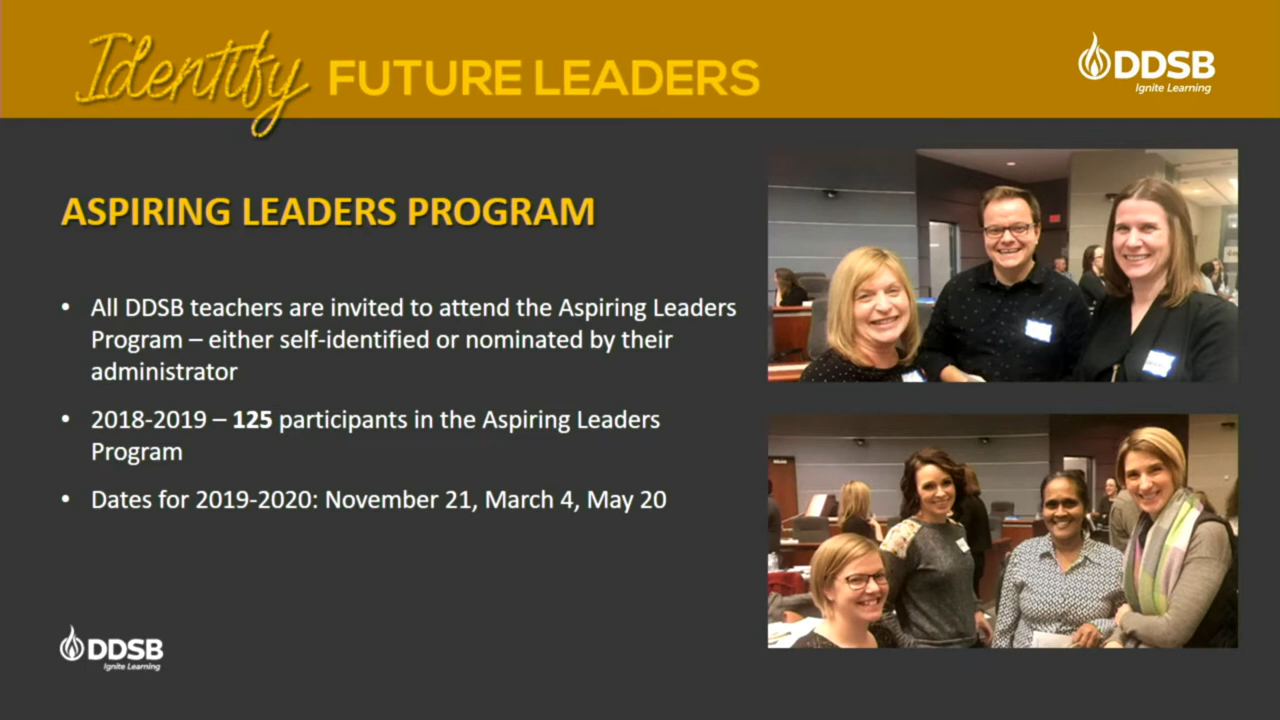 Identify FUTURE LEADERS
DDSB
Ignite Learning
ASPIRING LEADERS PROGRAM
• All DDSB teachers are invited to attend the Aspiring Leaders
Program – either self-identified or nominated by their
administrator
• 2018-2019 – 125 participants in the Aspiring Leaders
Program
• Dates for 2019-2020: November 21, March 4, May 20
DDSB
Ignite Learning